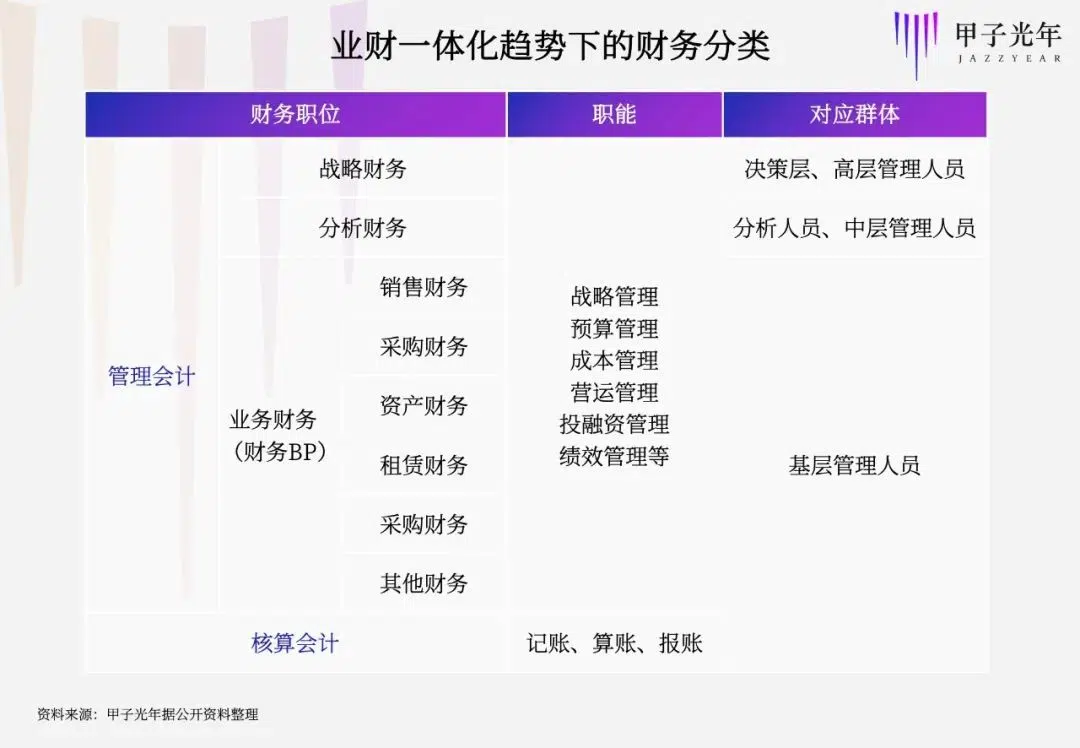 业财一体化趋势下的财务分类
甲子光年
JAZZYEAR
财务职位 职能 对应群体
战略财务 决策层、高层管理人员
分析财务 分析人员、中层管理人员
管理会计
业务财务
（财务BP）
销售财务
采购财务
资产财务
租赁财务
采购财务
其他财务
战略管理
预算管理
成本管理
营运管理
投融资管理
绩效管理等
基层管理人员
核算会计 记账、算账、报账
资料来源：甲子光年据公开资料整理